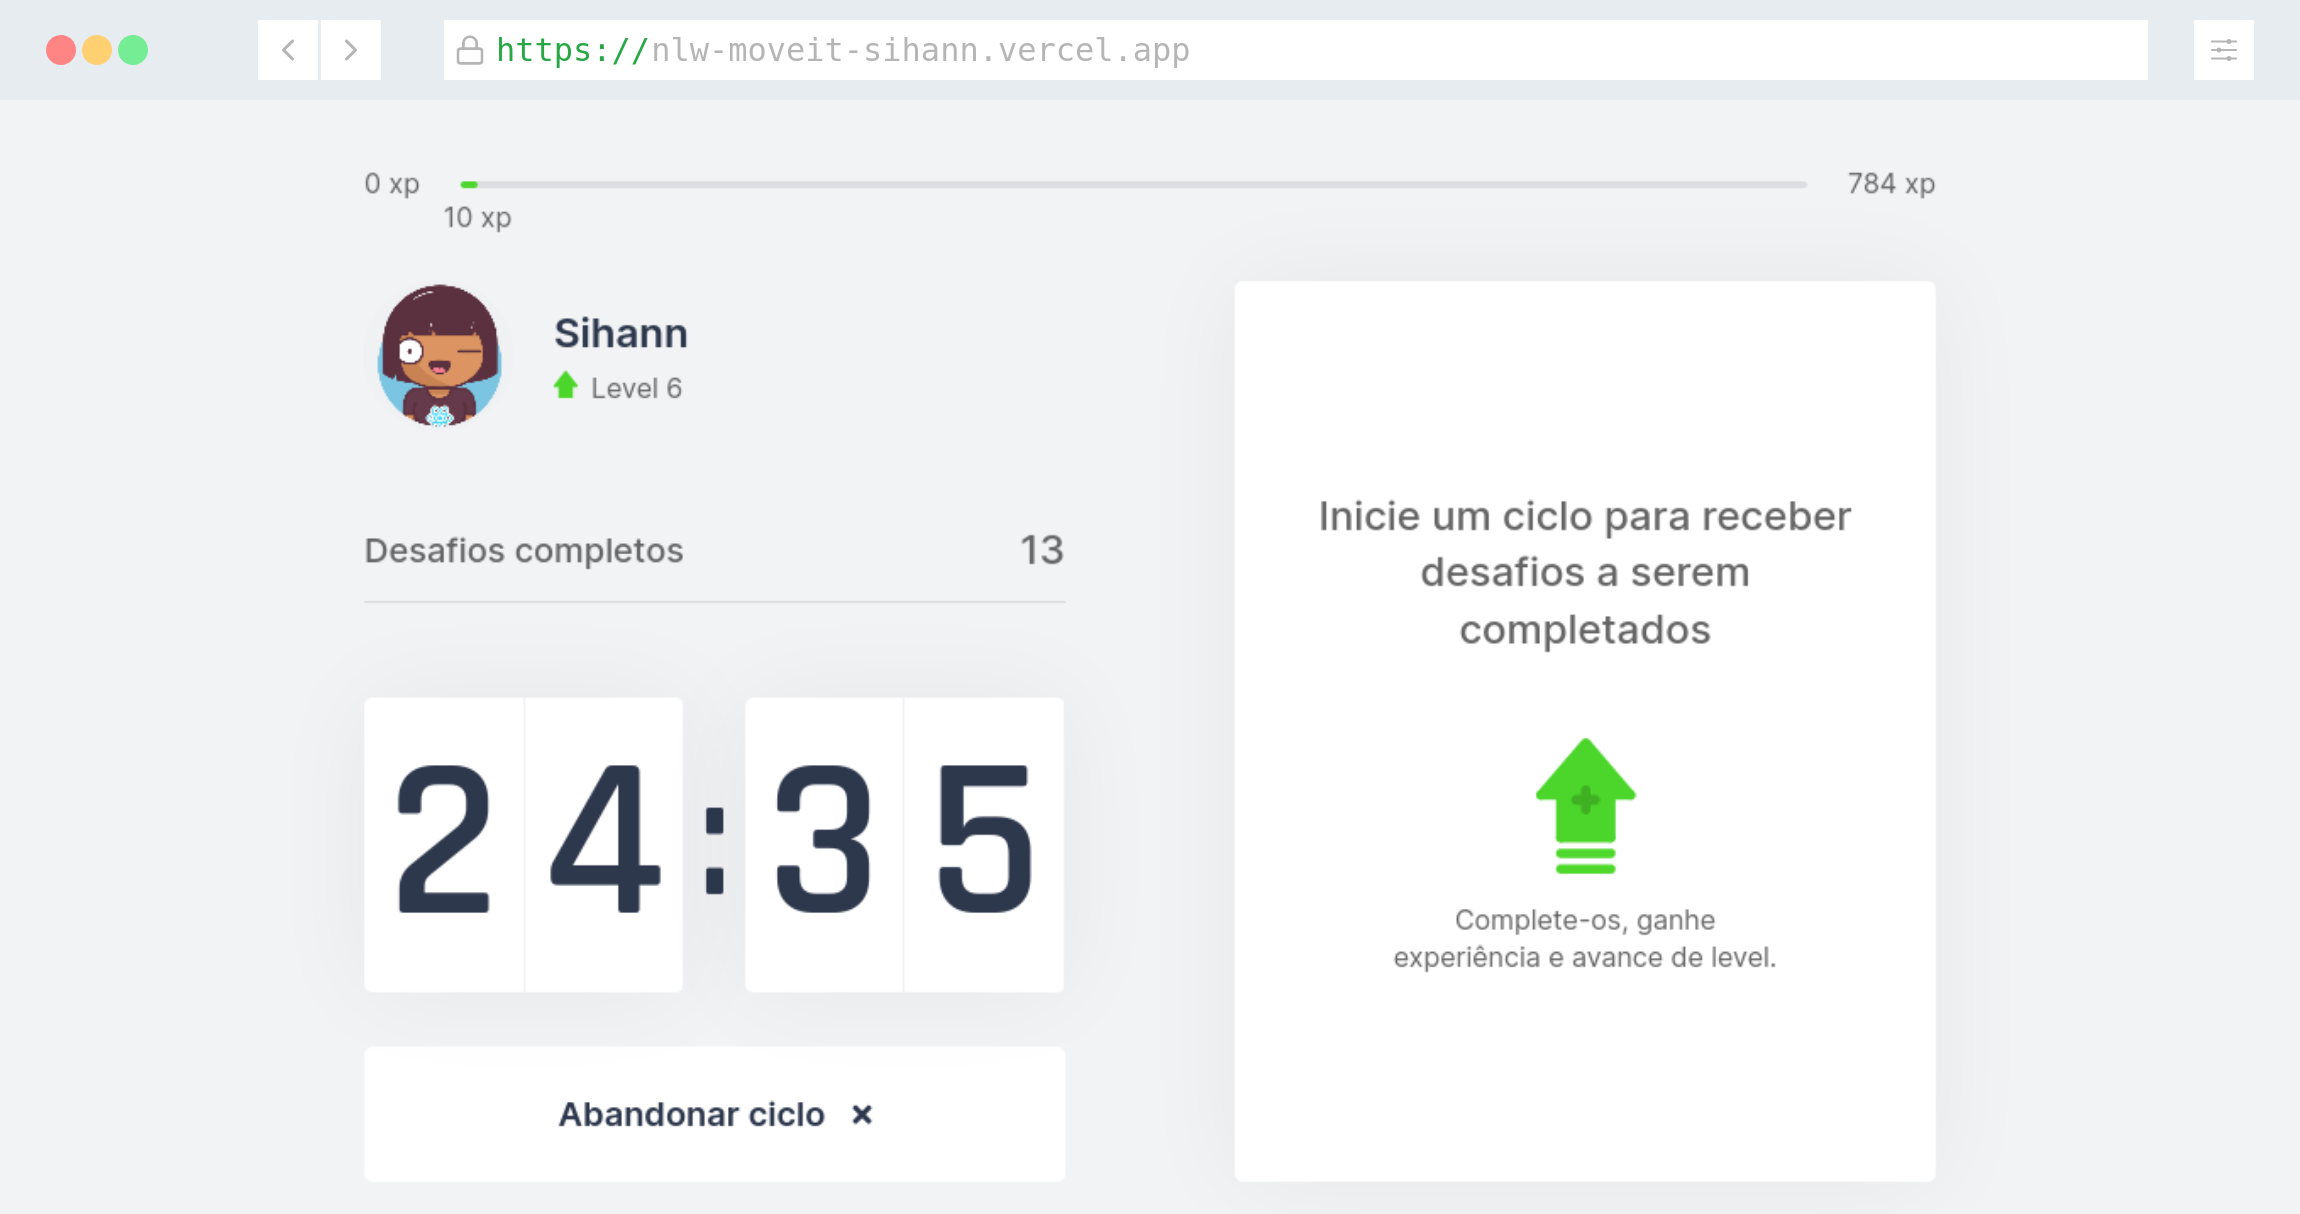 https://nlw-moveit-sihann.vercel.app
0 xp
784 xp
10 xp
Sihann
Level 6
Desafios completos 13
24:35
Abandonar ciclo ×
Inicie um ciclo para receber
desafios a serem
completados
Complete-os, ganhe
experiência e avance de level.